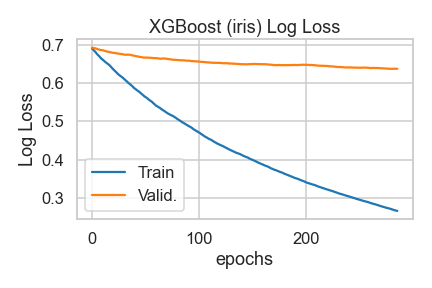 XGBoost (iris) Log Loss
0.7
0.6
0.5
0.4
0.3
Log Loss
Train
Valid.
0 100 200
epochs